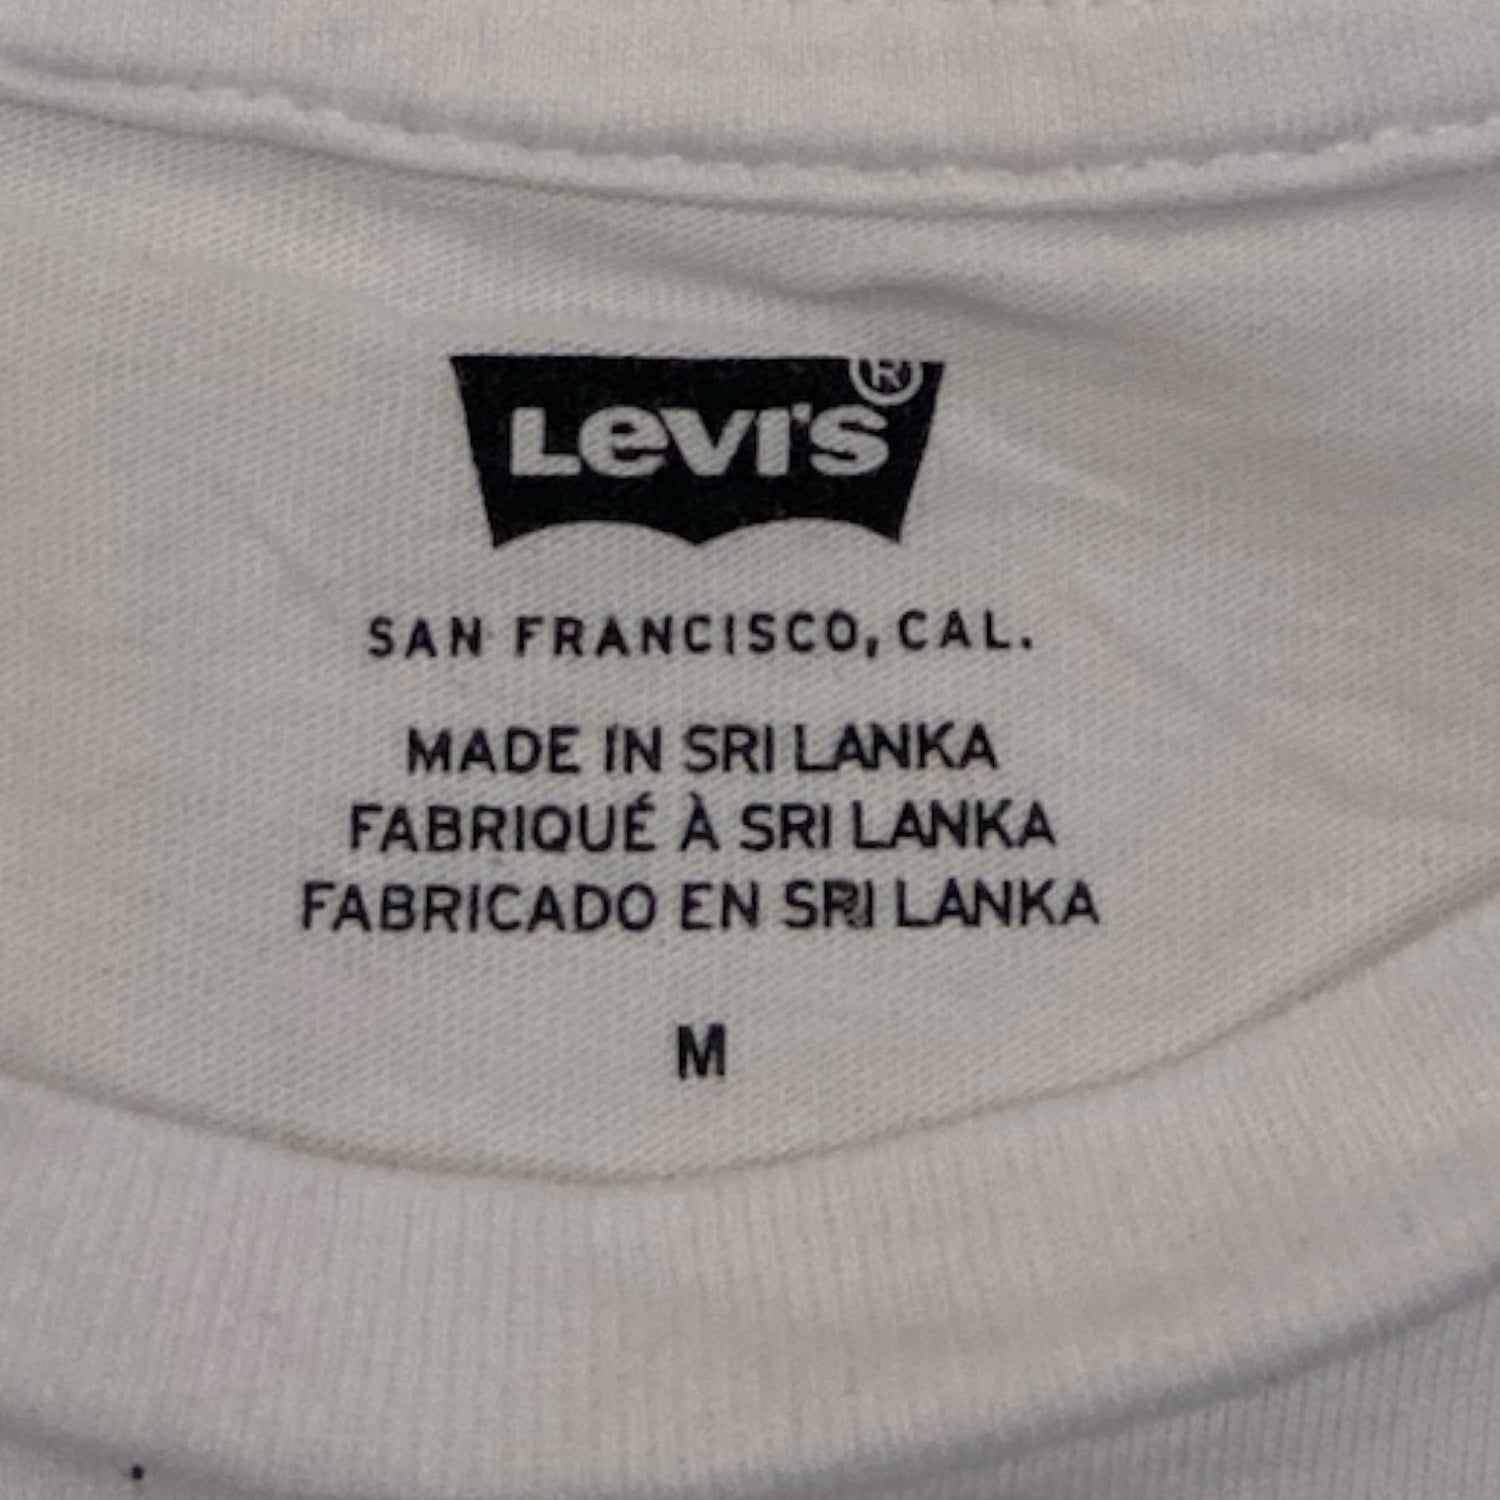 LEVI'S®
SAN FRANCISCO, CAL.
MADE IN SRI LANKA
FABRIQUÉ À SRI LANKA
FABRICADO EN SRI LANKA
M